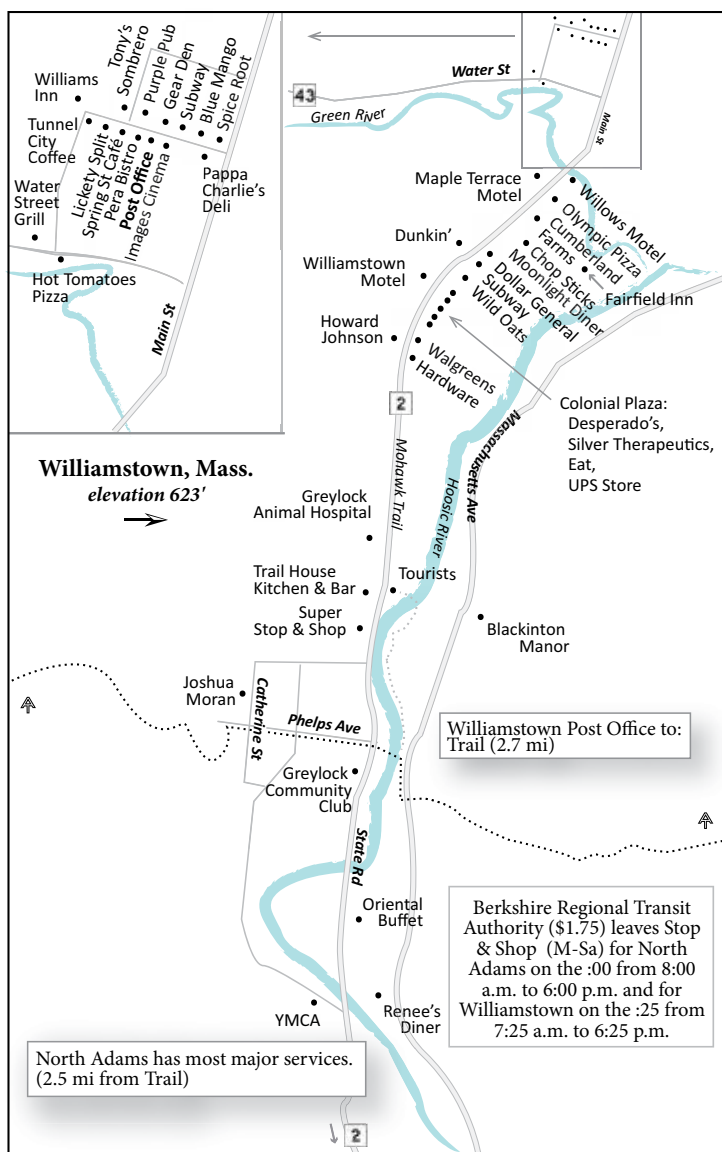 Tony's
Sombrero
Purple Pub
Gear Den
Subway
Blue Mango
Spice Root
Williams
Inn
Tunnel
City
Coffee
Lickety Split
Spring St Café
Pera Bistro
Post Office
Images Cinema
Pappa
Charlie's
Deli
Water
Street
Grill
Hot Tomatoes
Pizza
Main St
Water St
43
Green River
Main St
Maple Terrace
Motel
Willows Motel
Olympic Pizza
Cumberland
Farms
Fairfield Inn
Dunkin'
Chop Sticks
Moonlight Diner
Dollar General
Subway
Wild Oats
Williamstown
Motel
Howard
Johnson
Walgreens
Hardware
2
Colonial Plaza:
Desperado's,
Silver Therapeutics,
Eat,
UPS Store
Williamstown, Mass.
elevation 623'
Mohawk Trail
Hoosic River
Massachusetts Ave
Greylock
Animal Hospital
Trail House
Kitchen & Bar
Tourists
Super
Stop & Shop
Blackinton
Manor
Joshua
Moran
Catherine St
Phelps Ave
Williamstown Post Office to:
Trail (2.7 mi)
Greylock
Community
Club
State Rd
Oriental
Buffet
Berkshire Regional Transit
Authority ($1.75) leaves Stop
& Shop (M-Sa) for North
Adams on the :00 from 8:00
a.m. to 6:00 p.m. and for
Williamstown on the :25 from
7:25 a.m. to 6:25 p.m.
YMCA
Renee's
Diner
North Adams has most major services.
(2.5 mi from Trail)
2